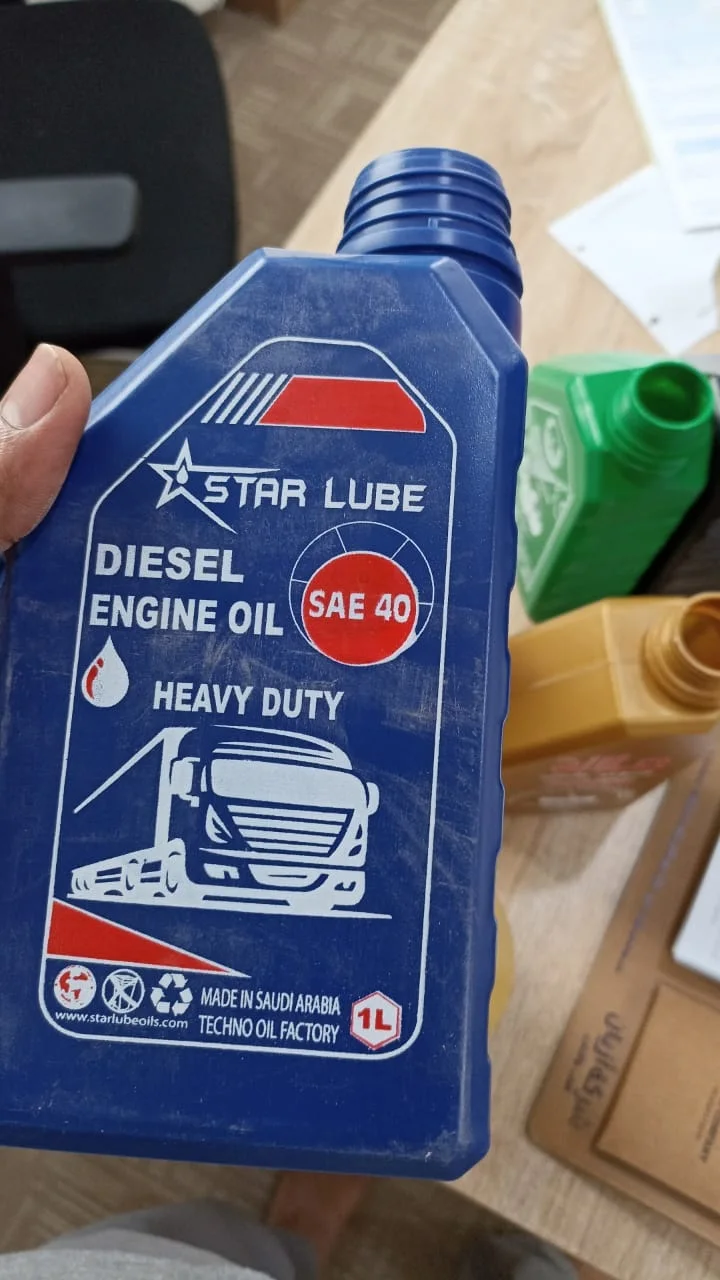 STAR LUBE
DIESEL
ENGINE OIL
SAE 40
HEAVY DUTY
MADE IN SAUDI ARABIA
www.starlubeoils.com
TECHNO OIL FACTORY
1L